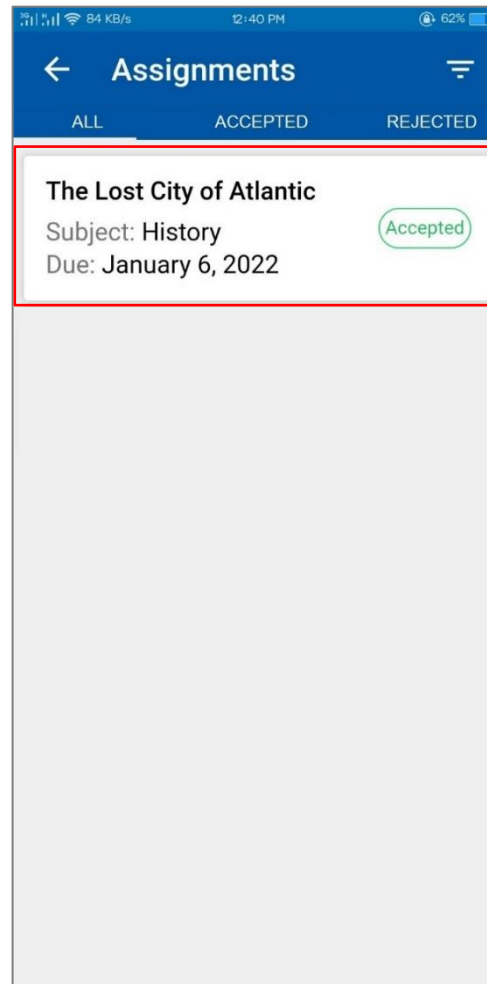 84 KB/s 12:40 PM 62%
Assignments
ALL ACCEPTED REJECTED
The Lost City of Atlantic
Subject: History
Accepted
Due: January 6, 2022